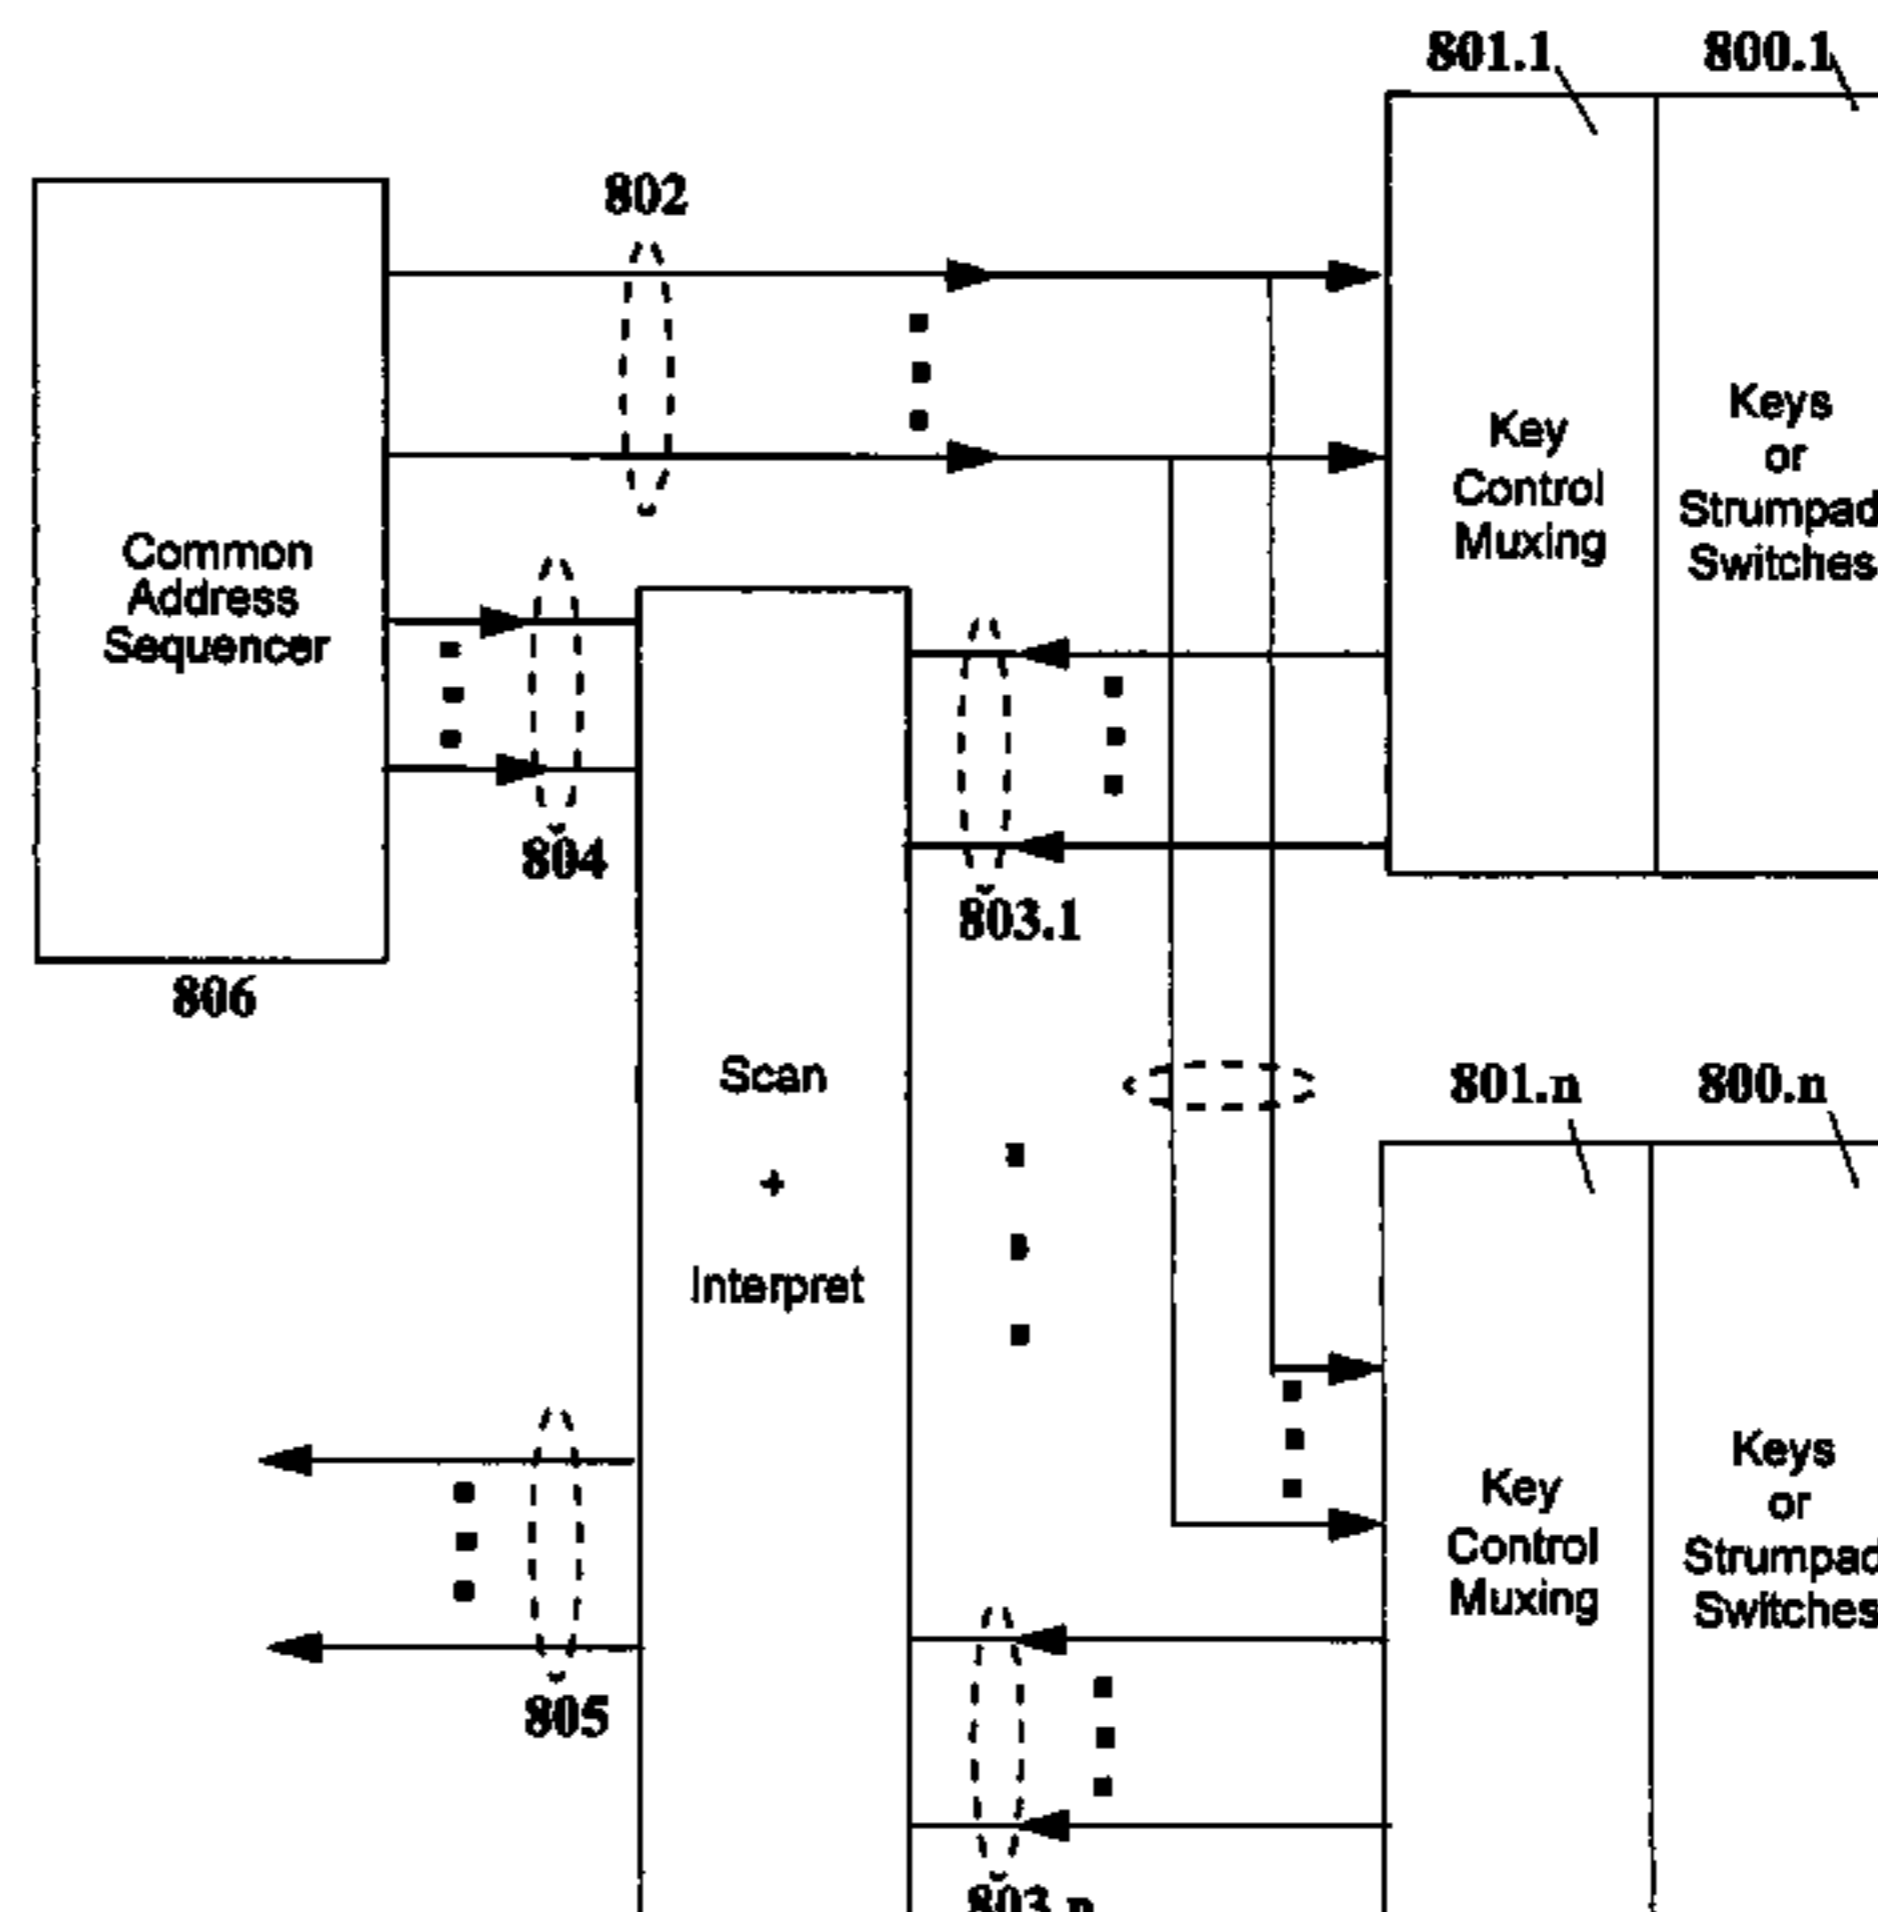 801.1
800.1
802
Key
Control
Muxing
Keys
or
Strumpad
Switches
Common
Address
Sequencer
804
803.1
806
Scan
+
Interpret
801.n
800.n
Key
Control
Muxing
Keys
or
Strumpad
Switches
805
803.n